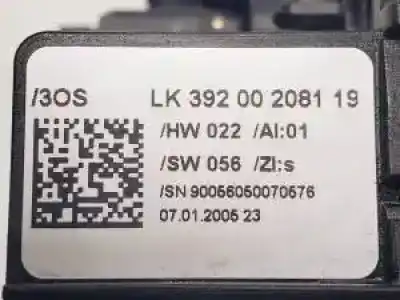 /3OS LK 392 00 2081 19
/HW 022 /AI:01
/SW 056 /ZI:s
/SN 90056050070576
07.01.2005 23